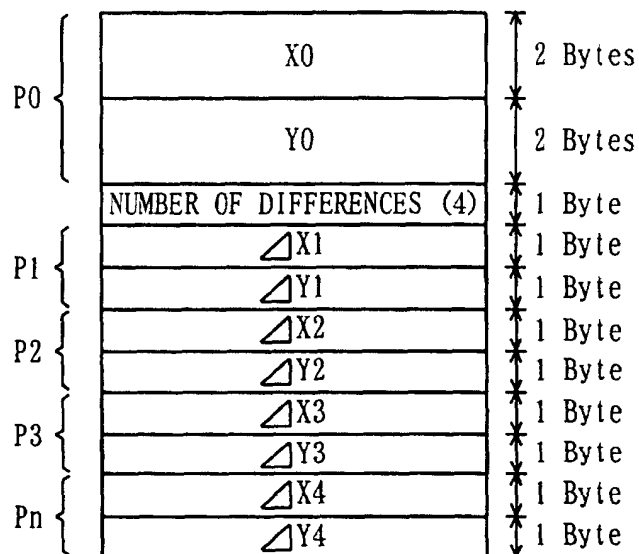 X0 2 Bytes
P0
Y0 2 Bytes
NUMBER OF DIFFERENCES (4) 1 Byte
⊿X1 1 Byte
P1
⊿Y1 1 Byte
⊿X2 1 Byte
P2
⊿Y2 1 Byte
⊿X3 1 Byte
P3
⊿Y3 1 Byte
⊿X4 1 Byte
Pn
⊿Y4 1 Byte